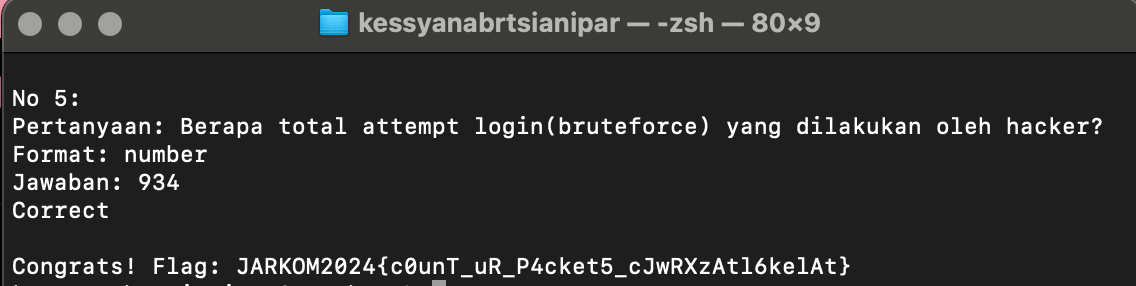 kessyanabrtsianipar — -zsh — 80×9
No 5:
Pertanyaan: Berapa total attempt login(bruteforce) yang dilakukan oleh hacker?
Format: number
Jawaban: 934
Correct
Congrats! Flag: JARKOM2024{c0unT_uR_P4cket5_cJwRXzAtl6kelAt}